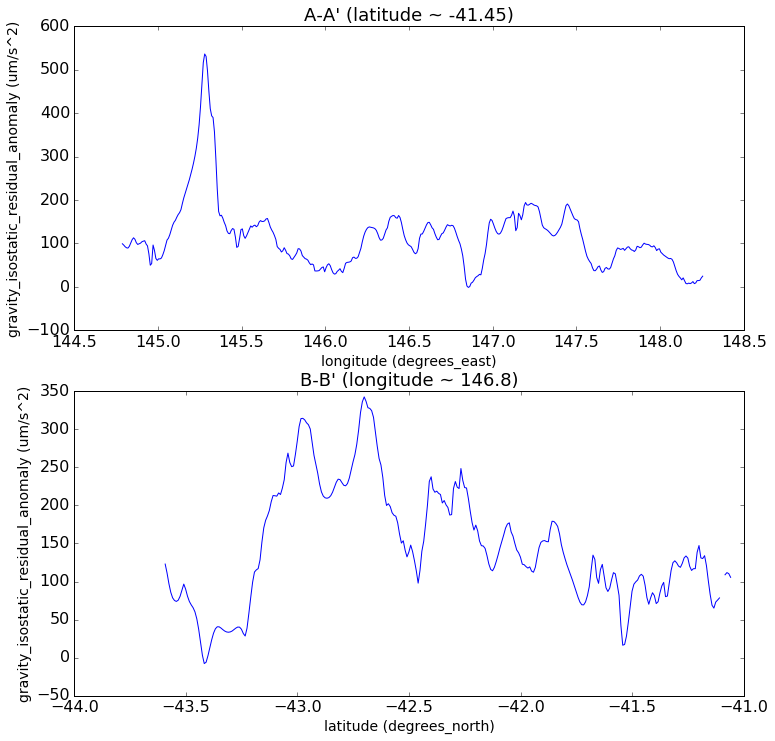 A-A' (latitude ~ -41.45)
gravity_isostatic_residual_anomaly (um/s^2)
600
500
400
300
200
100
0
−100
144.5 145.0 145.5 146.0 146.5 147.0 147.5 148.0 148.5
longitude (degrees_east)
B-B' (longitude ~ 146.8)
gravity_isostatic_residual_anomaly (um/s^2)
350
300
250
200
150
100
50
0
−50
−44.0 −43.5 −43.0 −42.5 −42.0 −41.5 −41.0
latitude (degrees_north)